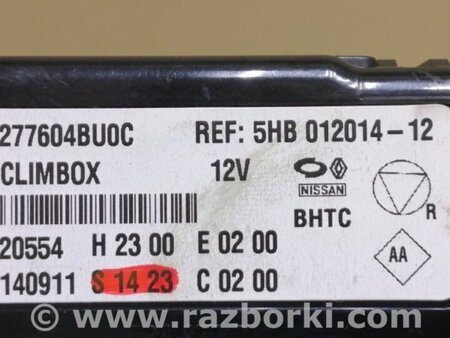 277604BU0C REF: 5HB 012014-12
CLIMBOX 12V
NISSAN
BHTC R
20554 H 23 00 E 02 00 AA
140911 S 14 23 C 02 00
www.razborki.com